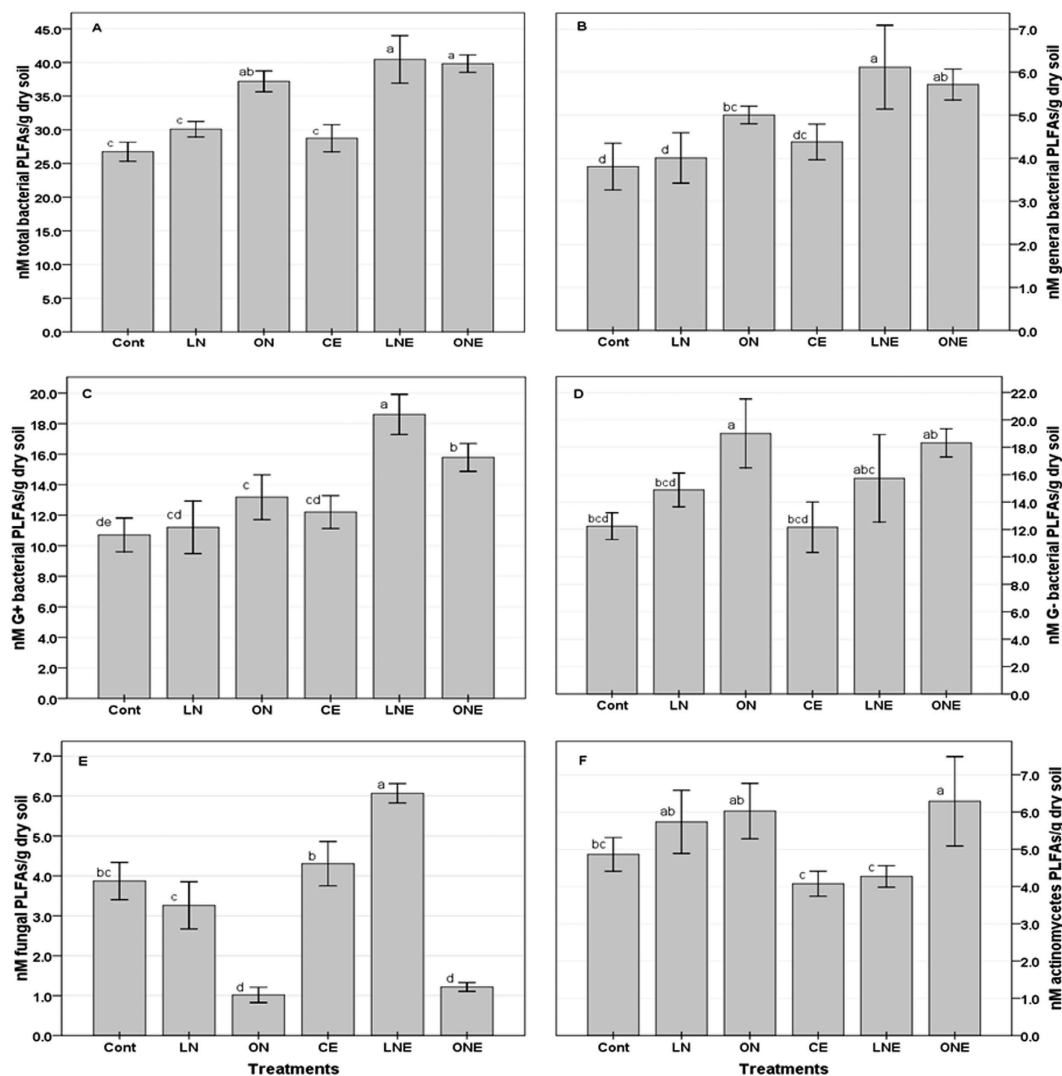 A
nM total bacterial PLFAs/g dry soil
45.0
40.0
35.0
30.0
25.0
20.0
15.0
10.0
5.0
0.0
c
c
ab
c
a
a
Cont LN ON CE LNE ONE
B
nM general bacterial PLFAs/g dry soil
7.0
6.0
5.0
4.0
3.0
2.0
1.0
0.0
d
d
bc
dc
a
ab
Cont LN ON CE LNE ONE
C
nM G+ bacterial PLFAs/g dry soil
20.0
18.0
16.0
14.0
12.0
10.0
8.0
6.0
4.0
2.0
0.0
de
cd
c
cd
a
b
Cont LN ON CE LNE ONE
D
nM G- bacterial PLFAs/g dry soil
22.0
20.0
18.0
16.0
14.0
12.0
10.0
8.0
6.0
4.0
2.0
0.0
bcd
bcd
a
bcd
abc
ab
Cont LN ON CE LNE ONE
E
nM fungal PLFAs/g dry soil
7.0
6.0
5.0
4.0
3.0
2.0
1.0
0.0
bc
c
d
b
a
d
Cont LN ON CE LNE ONE
Treatments
F
nM actinomycetes PLFAs/g dry soil
7.0
6.0
5.0
4.0
3.0
2.0
1.0
0.0
bc
ab
ab
c
c
a
Cont LN ON CE LNE ONE
Treatments